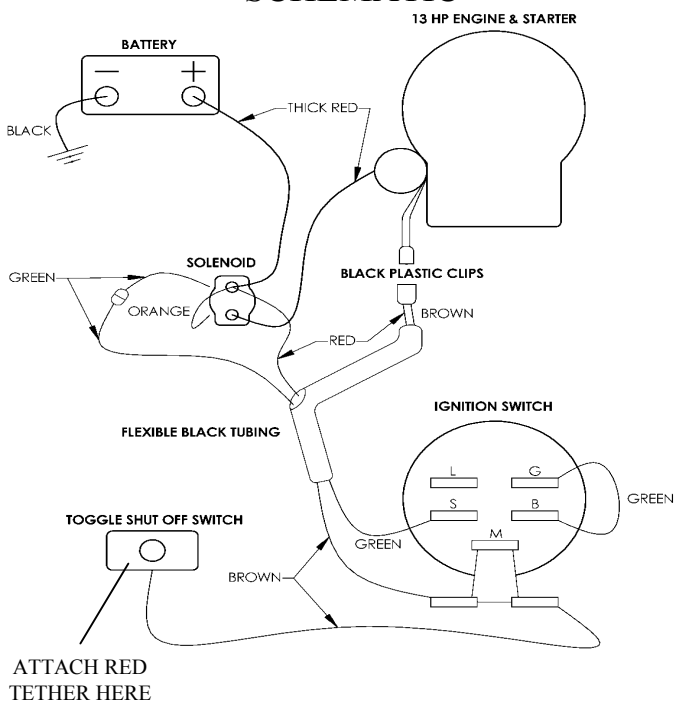 SCHEMATIC
13 HP ENGINE & STARTER
BATTERY
THICK RED
BLACK
SOLENOID
GREEN
BLACK PLASTIC CLIPS
ORANGE
BROWN
RED
IGNITION SWITCH
FLEXIBLE BLACK TUBING
L
G
GREEN
S
B
TOGGLE SHUT OFF SWITCH
M
GREEN
BROWN
ATTACH RED
TETHER HERE